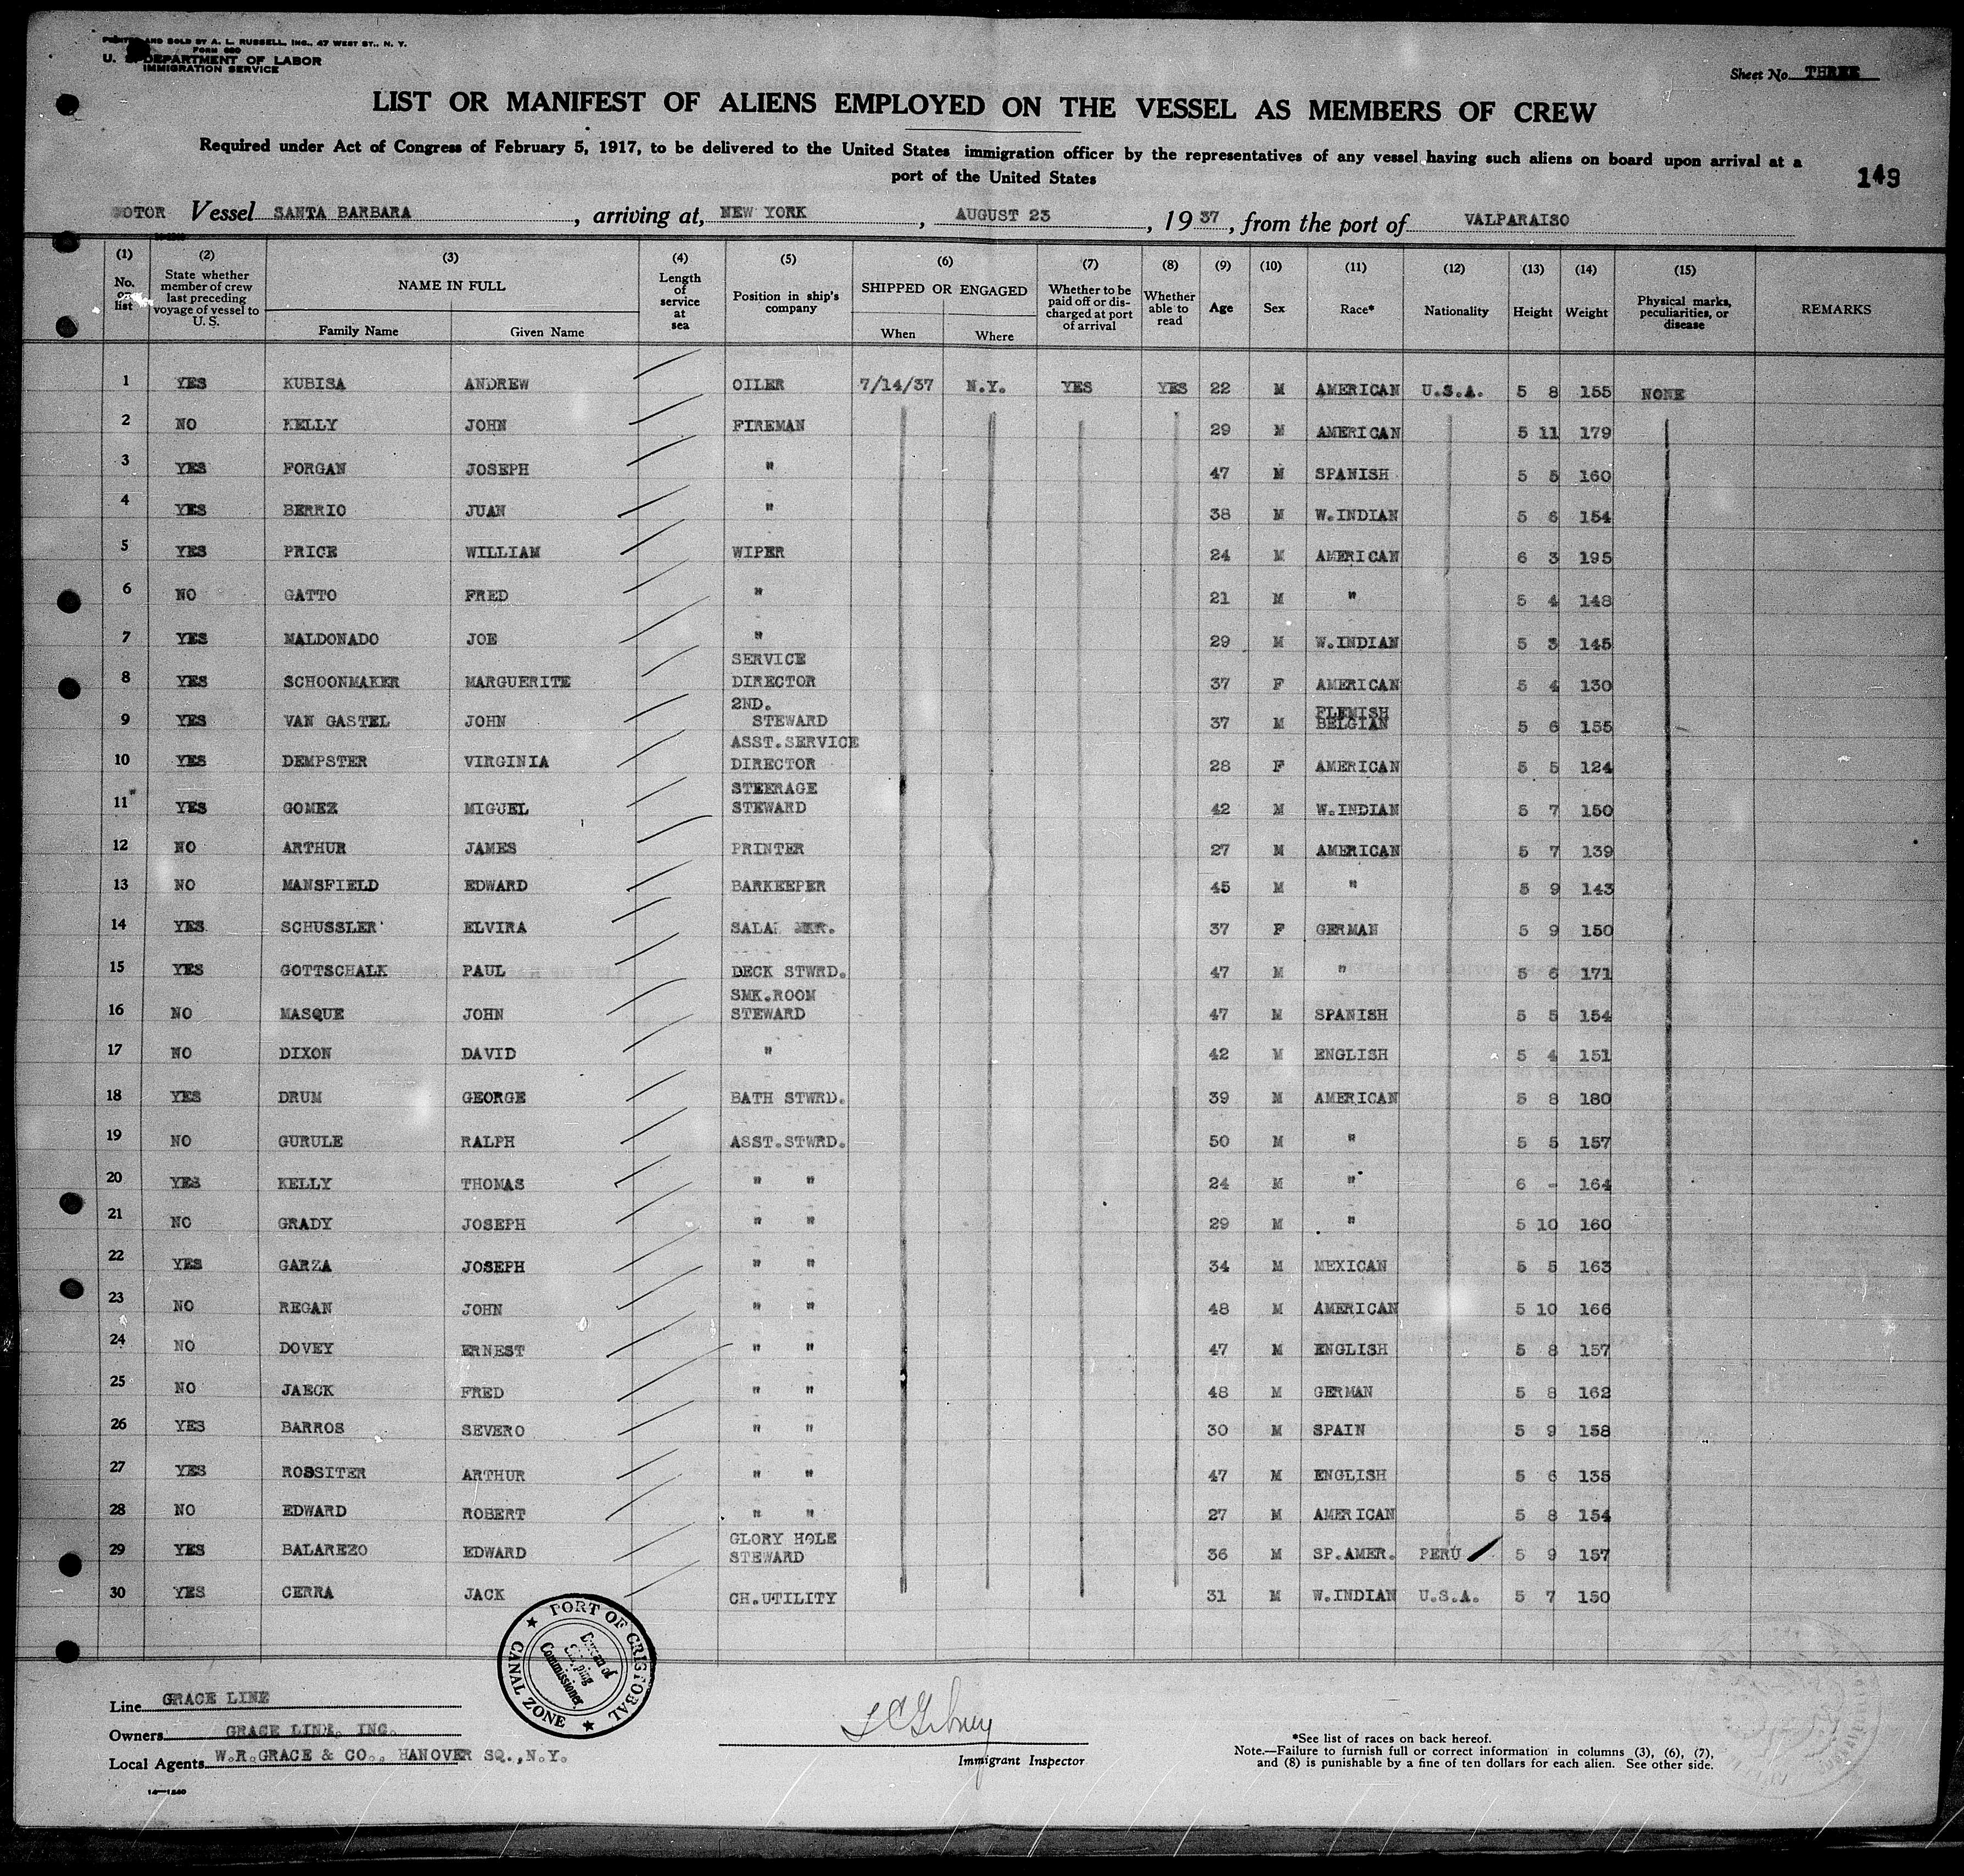 PRINTED AND SOLD BY A. L. RUSSELL, INC., 47 WEST ST., N. Y.
FORM 680
U. S. DEPARTMENT OF LABOR
IMMIGRATION SERVICE
Sheet No. THREE
LIST OR MANIFEST OF ALIENS EMPLOYED ON THE VESSEL AS MEMBERS OF CREW
Required under Act of Congress of February 5, 1917, to be delivered to the United States immigration officer by the representatives of any vessel having such aliens on board upon arrival at a
port of the United States
149
MOTOR Vessel SANTA BARBARA, arriving at, NEW YORK, AUGUST 23, 1937, from the port of VALPARAISO
(1) No. on list (2) State whether member of crew last preceding voyage of vessel to U. S. (3) NAME IN FULL Family Name Given Name (4) Length of service at sea (5) Position in ship's company (6) SHIPPED OR ENGAGED When Where (7) Whether to be paid off or discharged at port of arrival (8) Whether able to read (9) Age (10) Sex (11) Race* (12) Nationality (13) Height (14) Weight (15) Physical marks, peculiarities, or disease REMARKS
1 YES KUBISA ANDREW OILER 7/14/37 N.Y. YES YES 22 M AMERICAN U.S.A. 5 8 155 NONE
2 NO KELLY JOHN FIREMAN 29 M AMERICAN 5 11 179
3 YES FORGAN JOSEPH " 47 M SPANISH 5 5 160
4 YES BERRIO JUAN " 38 M W.INDIAN 5 6 154
5 YES PRICE WILLIAM WIPER 24 M AMERICAN 6 3 195
6 NO GATTO FRED " 21 M " 5 4 148
7 YES MALDONADO JOE " 29 M W.INDIAN 5 3 145
8 YES SCHOONMAKER MARGUERITE SERVICE DIRECTOR 37 F AMERICAN 5 4 130
9 YES VAN GASTEL JOHN 2ND. STEWARD 37 M FLEMISH BELGIAN 5 6 155
10 YES DEMPSTER VIRGINIA ASST.SERVICE DIRECTOR 28 F AMERICAN 5 5 124
11 YES GOMEZ MIGUEL STEERAGE STEWARD 42 M W.INDIAN 5 7 150
12 NO ARTHUR JAMES PRINTER 27 M AMERICAN 5 7 139
13 NO MANSFIELD EDWARD BARKEEPER 45 M " 5 9 143
14 YES SCHUSSLER ELVIRA SALA 37 F GERMAN 5 9 150
15 YES GOTTSCHALK PAUL DECK STWRD. 47 M " 5 6 171
16 NO MASQUE JOHN SMK.ROOM STEWARD 47 M SPANISH 5 5 154
17 NO DIXON DAVID " 42 M ENGLISH 5 4 151
18 YES DRUM GEORGE BATH STWRD. 39 M AMERICAN 5 8 180
19 NO GURULE RALPH ASST.STWRD. 50 M " 5 5 157
20 YES KELLY THOMAS " " 24 M " 6 - 164
21 NO GRADY JOSEPH " " 29 M " 5 10 160
22 YES GARZA JOSEPH " " 34 M MEXICAN 5 5 163
23 NO REGAN JOHN " " 48 M AMERICAN 5 10 166
24 NO DOVEY ERNEST " " 47 M ENGLISH 5 8 157
25 NO JAECK FRED " " 48 M GERMAN 5 8 162
26 YES BARROS SEVERO " " 30 M SPAIN 5 9 158
27 YES ROSSITER ARTHUR " " 47 M ENGLISH 5 6 135
28 NO EDWARD ROBERT " " 27 M AMERICAN 5 8 154
29 YES BALAREZO EDWARD GLORY HOLE STEWARD 36 M SP.AMER. PERU 5 9 157
30 YES CERRA JACK CH.UTILITY 31 M W.INDIAN U.S.A. 5 7 150
PORT OF CRISTOBAL
CANAL ZONE
Bureau of
Shipping
Commissioner
Line GRACE LINE
Owners GRACE LINE, INC.
Local Agents W.R.GRACE & CO., HANOVER SQ.,N.Y.
Immigrant Inspector
*See list of races on back hereof.
Note.—Failure to furnish full or correct information in columns (3), (6), (7),
and (8) is punishable by a fine of ten dollars for each alien. See other side.
14—1240